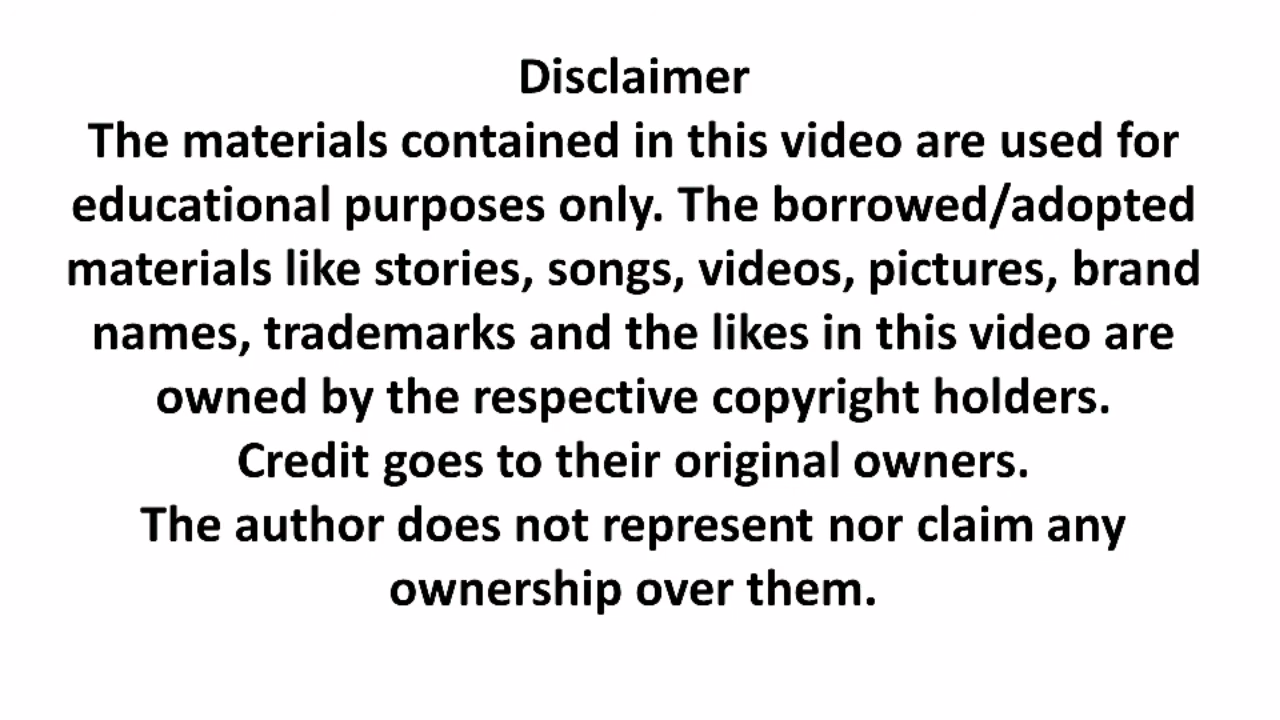 Disclaimer
The materials contained in this video are used for
educational purposes only. The borrowed/adopted
materials like stories, songs, videos, pictures, brand
names, trademarks and the likes in this video are
owned by the respective copyright holders.
Credit goes to their original owners.
The author does not represent nor claim any
ownership over them.